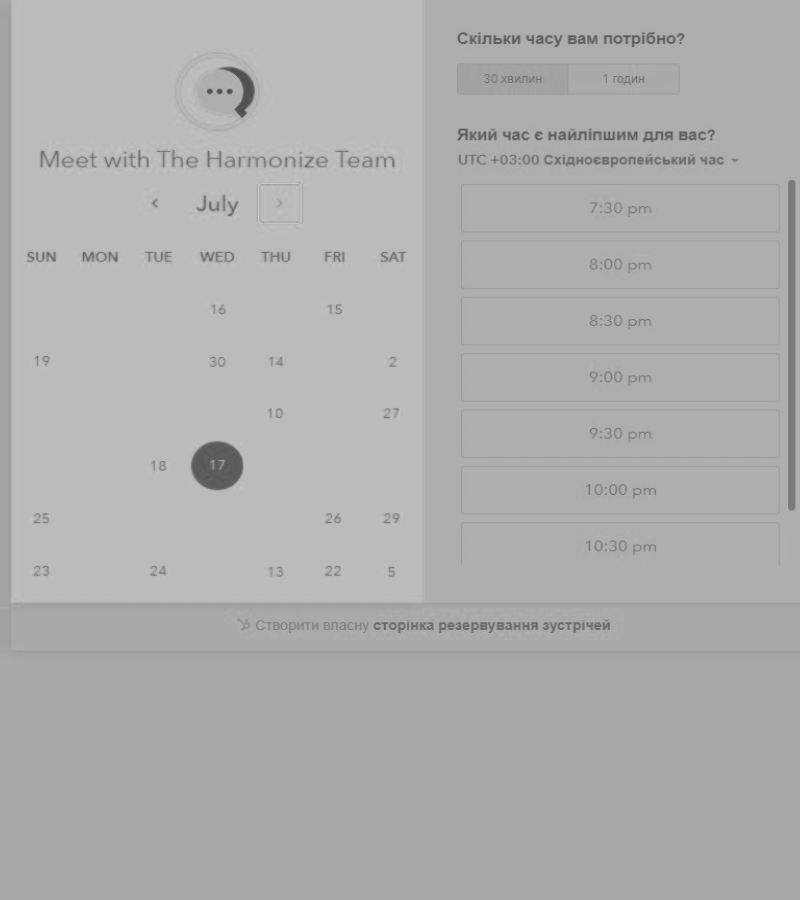 Meet with The Harmonize Team
July
SUN MON TUE WED THU FRI SAT
16 15
19 30 14 2
10 27
18 17
25 26 29
23 24 13 22 5
Скільки часу вам потрібно?
30 хвилин 1 годин
Який час є найліпшим для вас?
UTC +03:00 Східноєвропейський час
7:30 pm
8:00 pm
8:30 pm
9:00 pm
9:30 pm
10:00 pm
10:30 pm
Створити власну сторінка резервування зустрічей